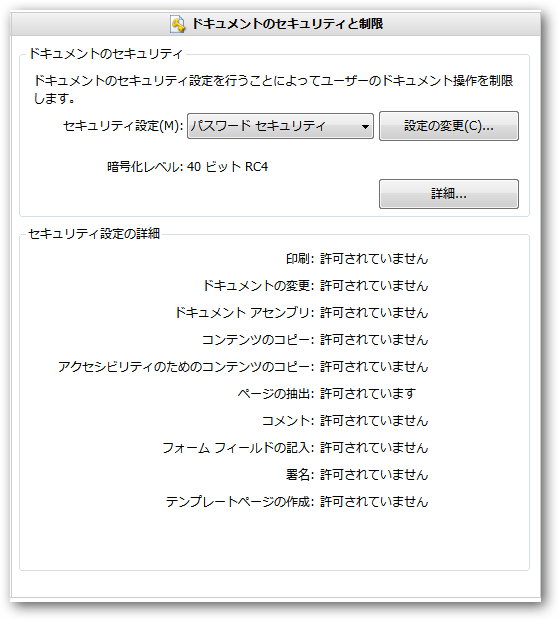 ドキュメントのセキュリティと制限
ドキュメントのセキュリティ
ドキュメントのセキュリティ設定を行うことによってユーザーのドキュメント操作を制限
します。
セキュリティ設定(M): パスワード セキュリティ 設定の変更(C)...
暗号化レベル: 40 ビット RC4
詳細...
セキュリティ設定の詳細
印刷: 許可されていません
ドキュメントの変更: 許可されていません
ドキュメント アセンブリ: 許可されていません
コンテンツのコピー: 許可されていません
アクセシビリティのためのコンテンツのコピー: 許可されていません
ページの抽出: 許可されています
コメント: 許可されていません
フォーム フィールドの記入: 許可されていません
署名: 許可されていません
テンプレートページの作成: 許可されていません